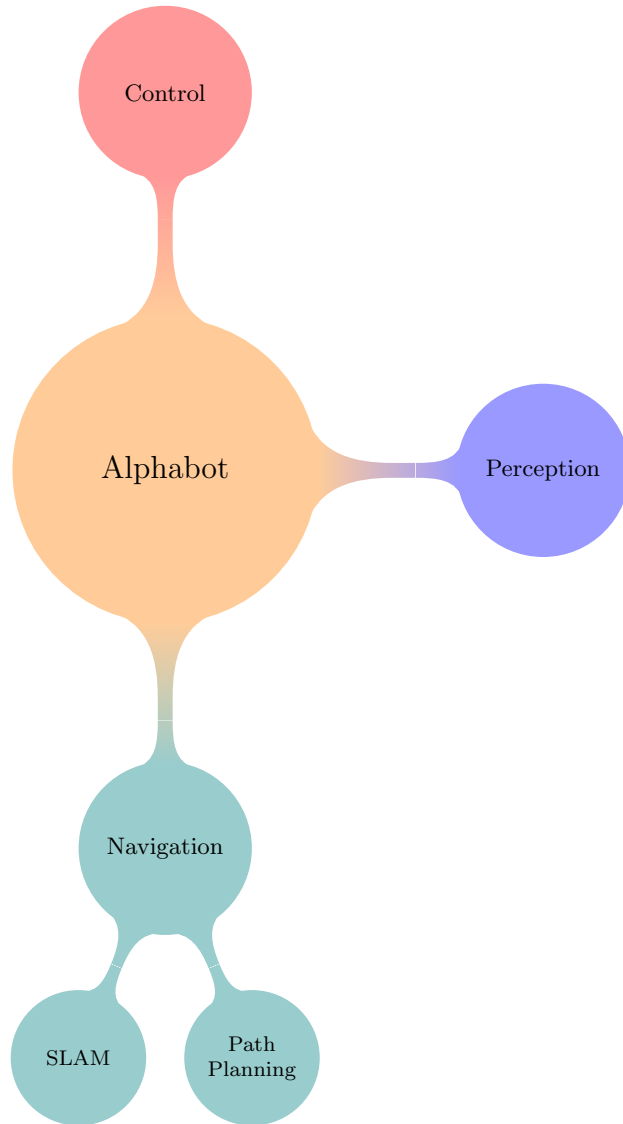 Control
Alphabot
Perception
Navigation
SLAM
Path
Planning